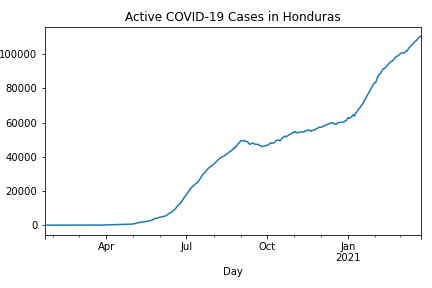 Active COVID-19 Cases in Honduras
100000
80000
60000
40000
20000
0
Apr
Jul
Oct
Jan
2021
Day